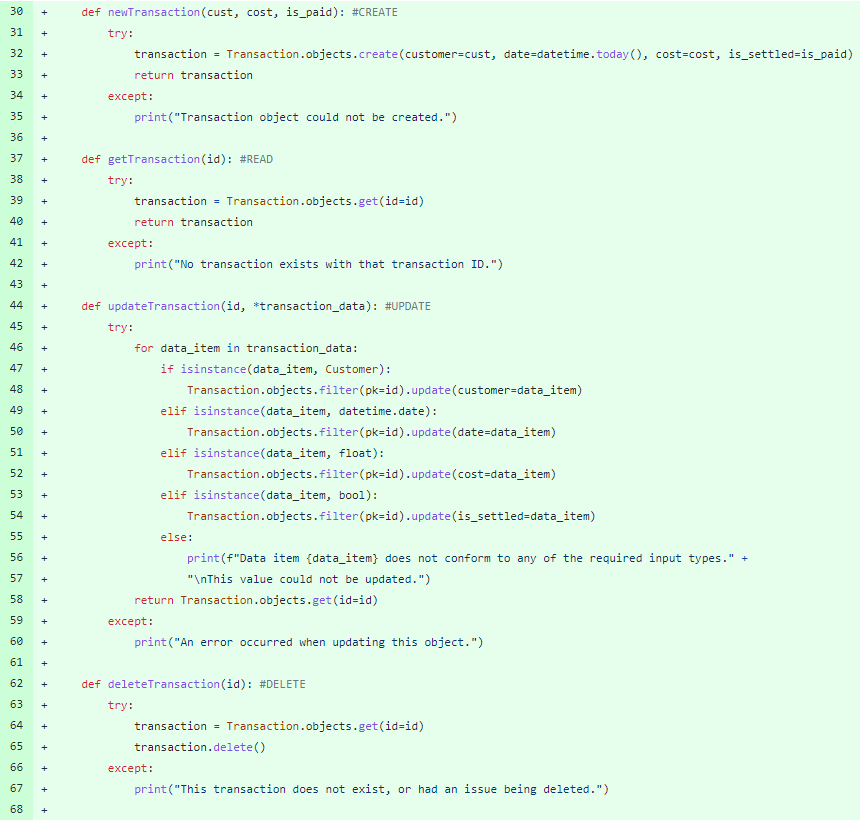 30 + def newTransaction(cust, cost, is_paid): #CREATE
31 + try:
32 + transaction = Transaction.objects.create(customer=cust, date=datetime.today(), cost=cost, is_settled=is_paid)
33 + return transaction
34 + except:
35 + print("Transaction object could not be created.")
36 +
37 + def getTransaction(id): #READ
38 + try:
39 + transaction = Transaction.objects.get(id=id)
40 + return transaction
41 + except:
42 + print("No transaction exists with that transaction ID.")
43 +
44 + def updateTransaction(id, *transaction_data): #UPDATE
45 + try:
46 + for data_item in transaction_data:
47 + if isinstance(data_item, Customer):
48 + Transaction.objects.filter(pk=id).update(customer=data_item)
49 + elif isinstance(data_item, datetime.date):
50 + Transaction.objects.filter(pk=id).update(date=data_item)
51 + elif isinstance(data_item, float):
52 + Transaction.objects.filter(pk=id).update(cost=data_item)
53 + elif isinstance(data_item, bool):
54 + Transaction.objects.filter(pk=id).update(is_settled=data_item)
55 + else:
56 + print(f"Data item {data_item} does not conform to any of the required input types." +
57 + "\nThis value could not be updated.")
58 + return Transaction.objects.get(id=id)
59 + except:
60 + print("An error occurred when updating this object.")
61 +
62 + def deleteTransaction(id): #DELETE
63 + try:
64 + transaction = Transaction.objects.get(id=id)
65 + transaction.delete()
66 + except:
67 + print("This transaction does not exist, or had an issue being deleted.")
68 +